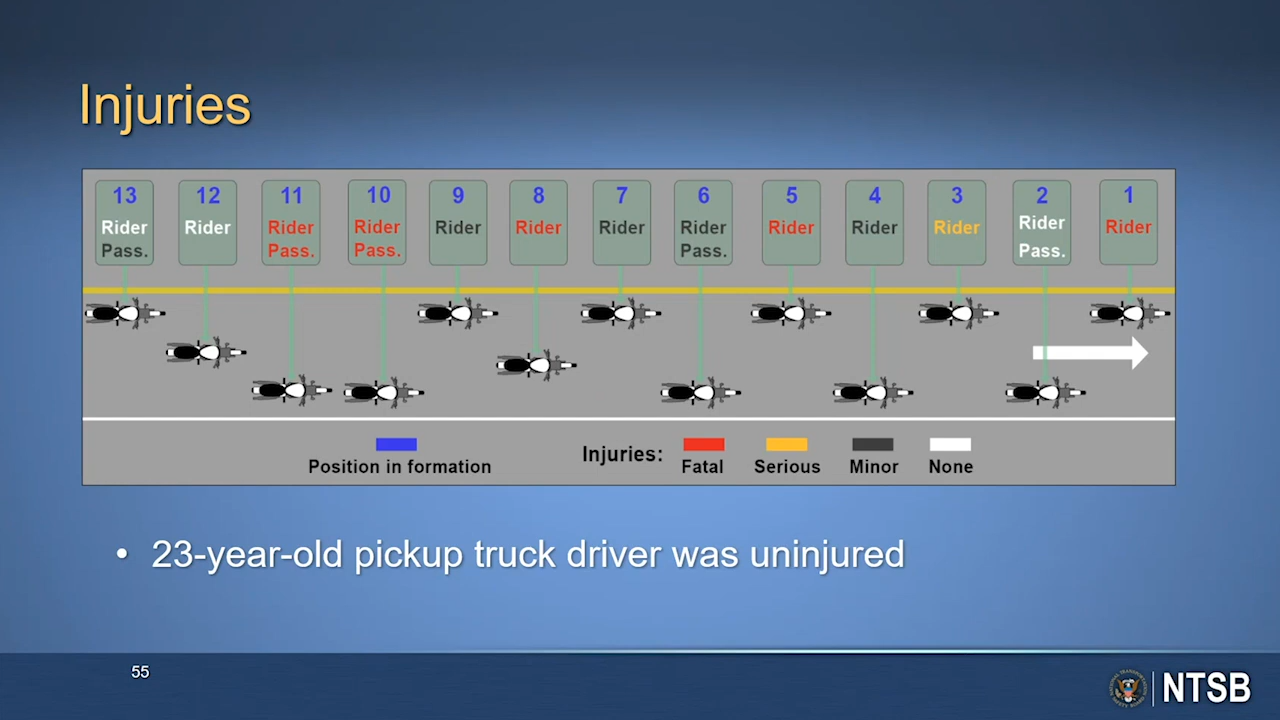 Injuries
13 12 11 10 9 8 7 6 5 4 3 2 1
Rider Rider Rider Rider Rider Rider Rider Rider Rider Rider Rider Rider Rider
Pass. Pass. Pass. Pass. Pass.
Injuries:
Position in formation Fatal Serious Minor None
• 23-year-old pickup truck driver was uninjured
55
NTSB